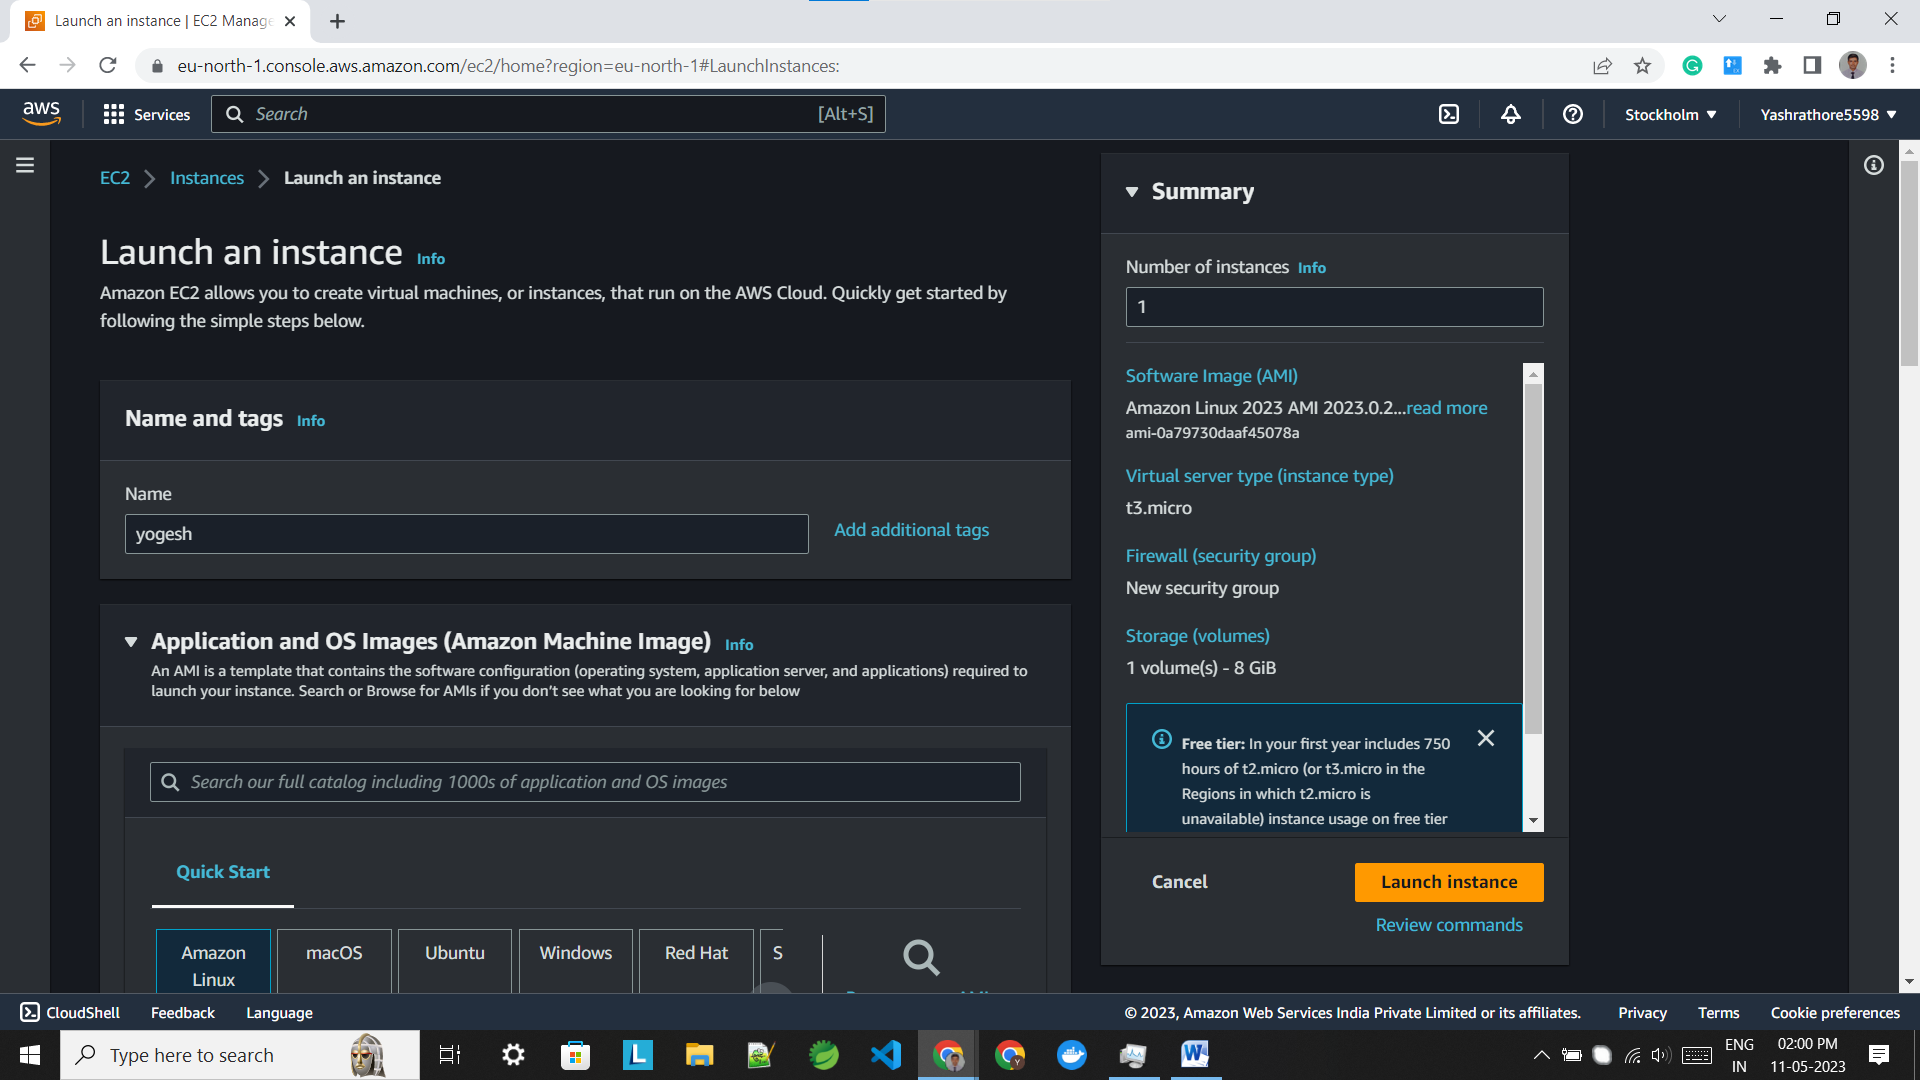 Launch an instance | EC2 Manage
eu-north-1.console.aws.amazon.com/ec2/home?region=eu-north-1#LaunchInstances:
aws
Services
Search
[Alt+S]
Stockholm
Yashrathore5598
EC2
Instances
Launch an instance
Launch an instance Info
Amazon EC2 allows you to create virtual machines, or instances, that run on the AWS Cloud. Quickly get started by
following the simple steps below.
Name and tags Info
Name
yogesh
Add additional tags
Application and OS Images (Amazon Machine Image) Info
An AMI is a template that contains the software configuration (operating system, application server, and applications) required to
launch your instance. Search or Browse for AMIs if you don’t see what you are looking for below
Search our full catalog including 1000s of application and OS images
Quick Start
Amazon
Linux
macOS
Ubuntu
Windows
Red Hat
S
Summary
Number of instances Info
1
Software Image (AMI)
Amazon Linux 2023 AMI 2023.0.2...read more
ami-0a79730daaf45078a
Virtual server type (instance type)
t3.micro
Firewall (security group)
New security group
Storage (volumes)
1 volume(s) - 8 GiB
Free tier: In your first year includes 750
hours of t2.micro (or t3.micro in the
Regions in which t2.micro is
unavailable) instance usage on free tier
Cancel
Launch instance
Review commands
CloudShell
Feedback
Language
© 2023, Amazon Web Services India Private Limited or its affiliates.
Privacy
Terms
Cookie preferences
Type here to search
ENG
IN
02:00 PM
11-05-2023